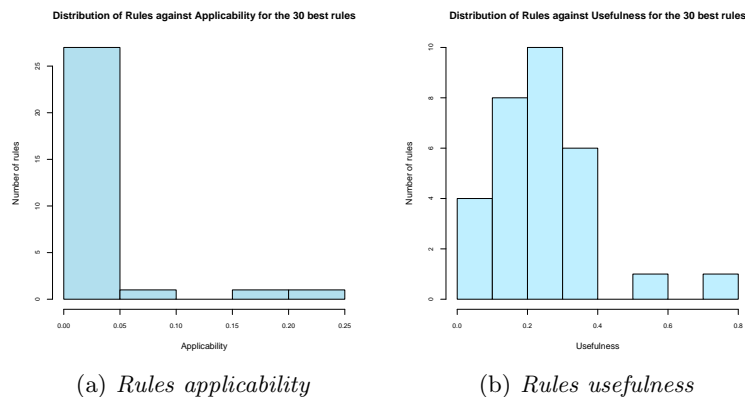 Distribution of Rules against Applicability for the 30 best rules
Number of rules
25
20
15
10
5
0
0.00 0.05 0.10 0.15 0.20 0.25
Applicability
(a) Rules applicability
Distribution of Rules against Usefulness for the 30 best rules
Number of rules
10
8
6
4
2
0
0.0 0.2 0.4 0.6 0.8
Usefulness
(b) Rules usefulness